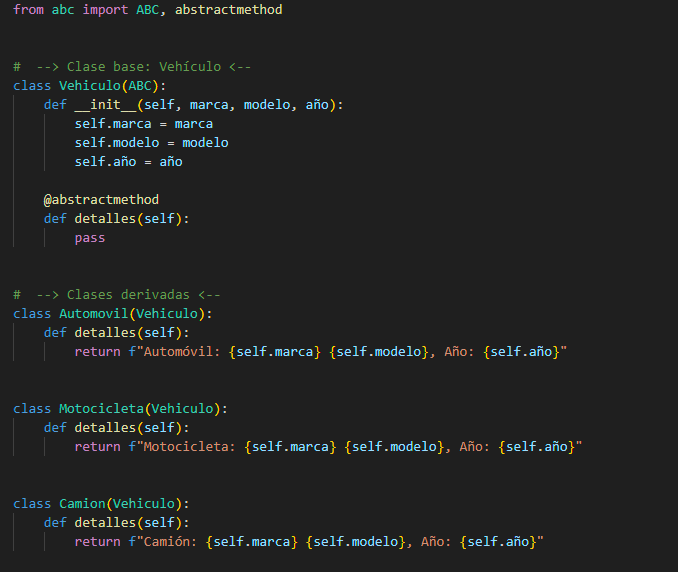 from abc import ABC, abstractmethod
#  --> Clase base: Vehículo <--
class Vehiculo(ABC):
    def __init__(self, marca, modelo, año):
        self.marca = marca
        self.modelo = modelo
        self.año = año
    @abstractmethod
    def detalles(self):
        pass
#  --> Clases derivadas <--
class Automovil(Vehiculo):
    def detalles(self):
        return f"Automóvil: {self.marca} {self.modelo}, Año: {self.año}"
class Motocicleta(Vehiculo):
    def detalles(self):
        return f"Motocicleta: {self.marca} {self.modelo}, Año: {self.año}"
class Camion(Vehiculo):
    def detalles(self):
        return f"Camión: {self.marca} {self.modelo}, Año: {self.año}"